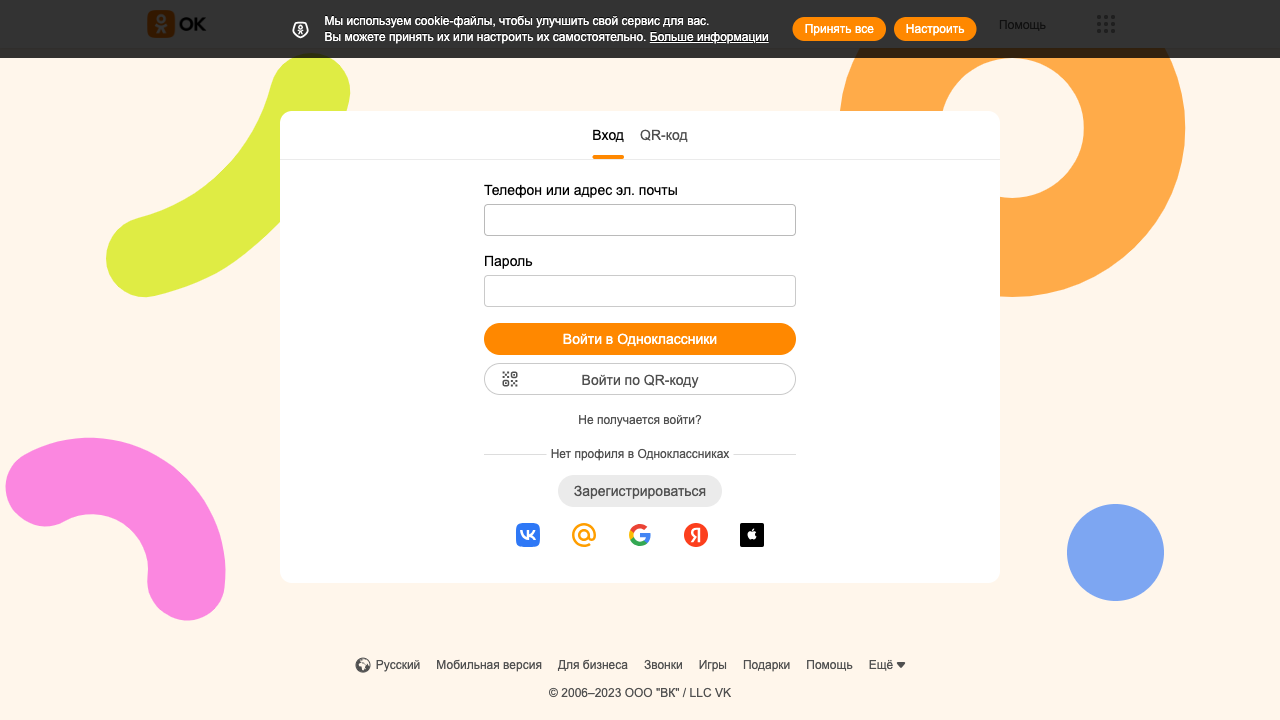 ОК
Мы используем cookie-файлы, чтобы улучшить свой сервис для вас.
Вы можете принять их или настроить их самостоятельно. Больше информации
Принять все
Настроить
Помощь
Вход
QR-код
Телефон или адрес эл. почты
Пароль
Войти в Одноклассники
Войти по QR-коду
Не получается войти?
Нет профиля в Одноклассниках
Зарегистрироваться
Русский Мобильная версия Для бизнеса Звонки Игры Подарки Помощь Ещё
© 2006–2023 ООО "ВК" / LLC VK